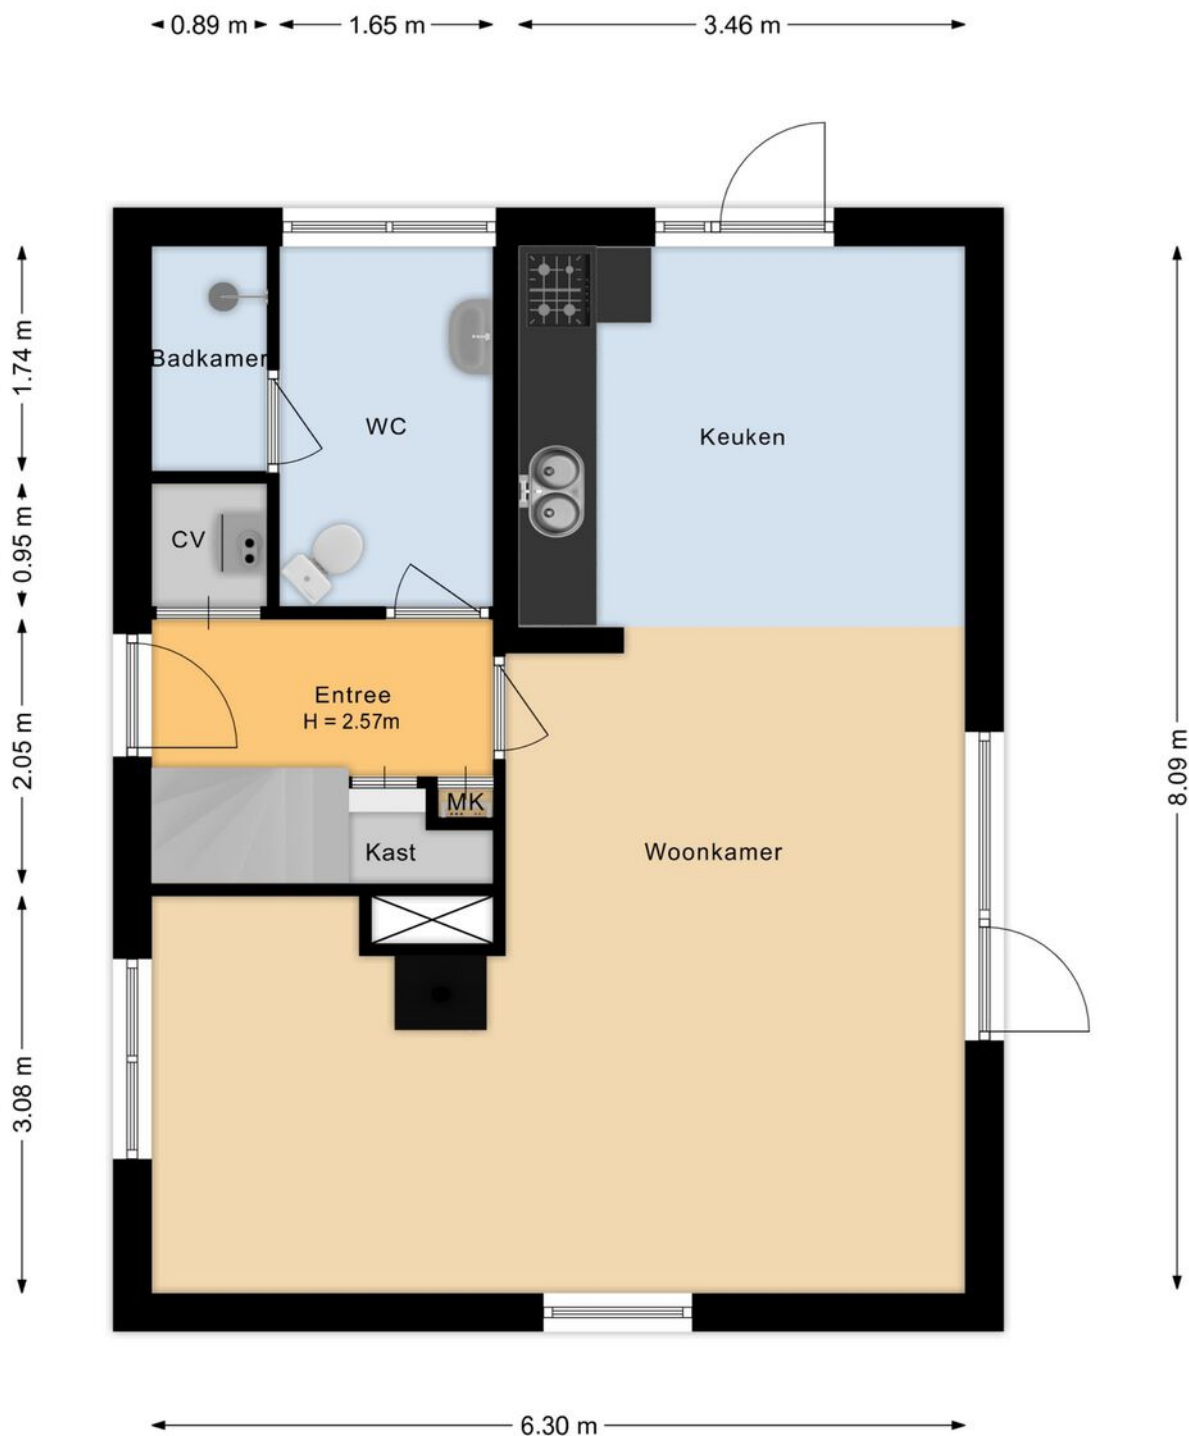 0.89 m
1.65 m
3.46 m
1.74 m
0.95 m
2.05 m
3.08 m
8.09 m
Badkamer
WC
Keuken
CV
Entree
H = 2.57m
MK
Kast
Woonkamer
6.30 m